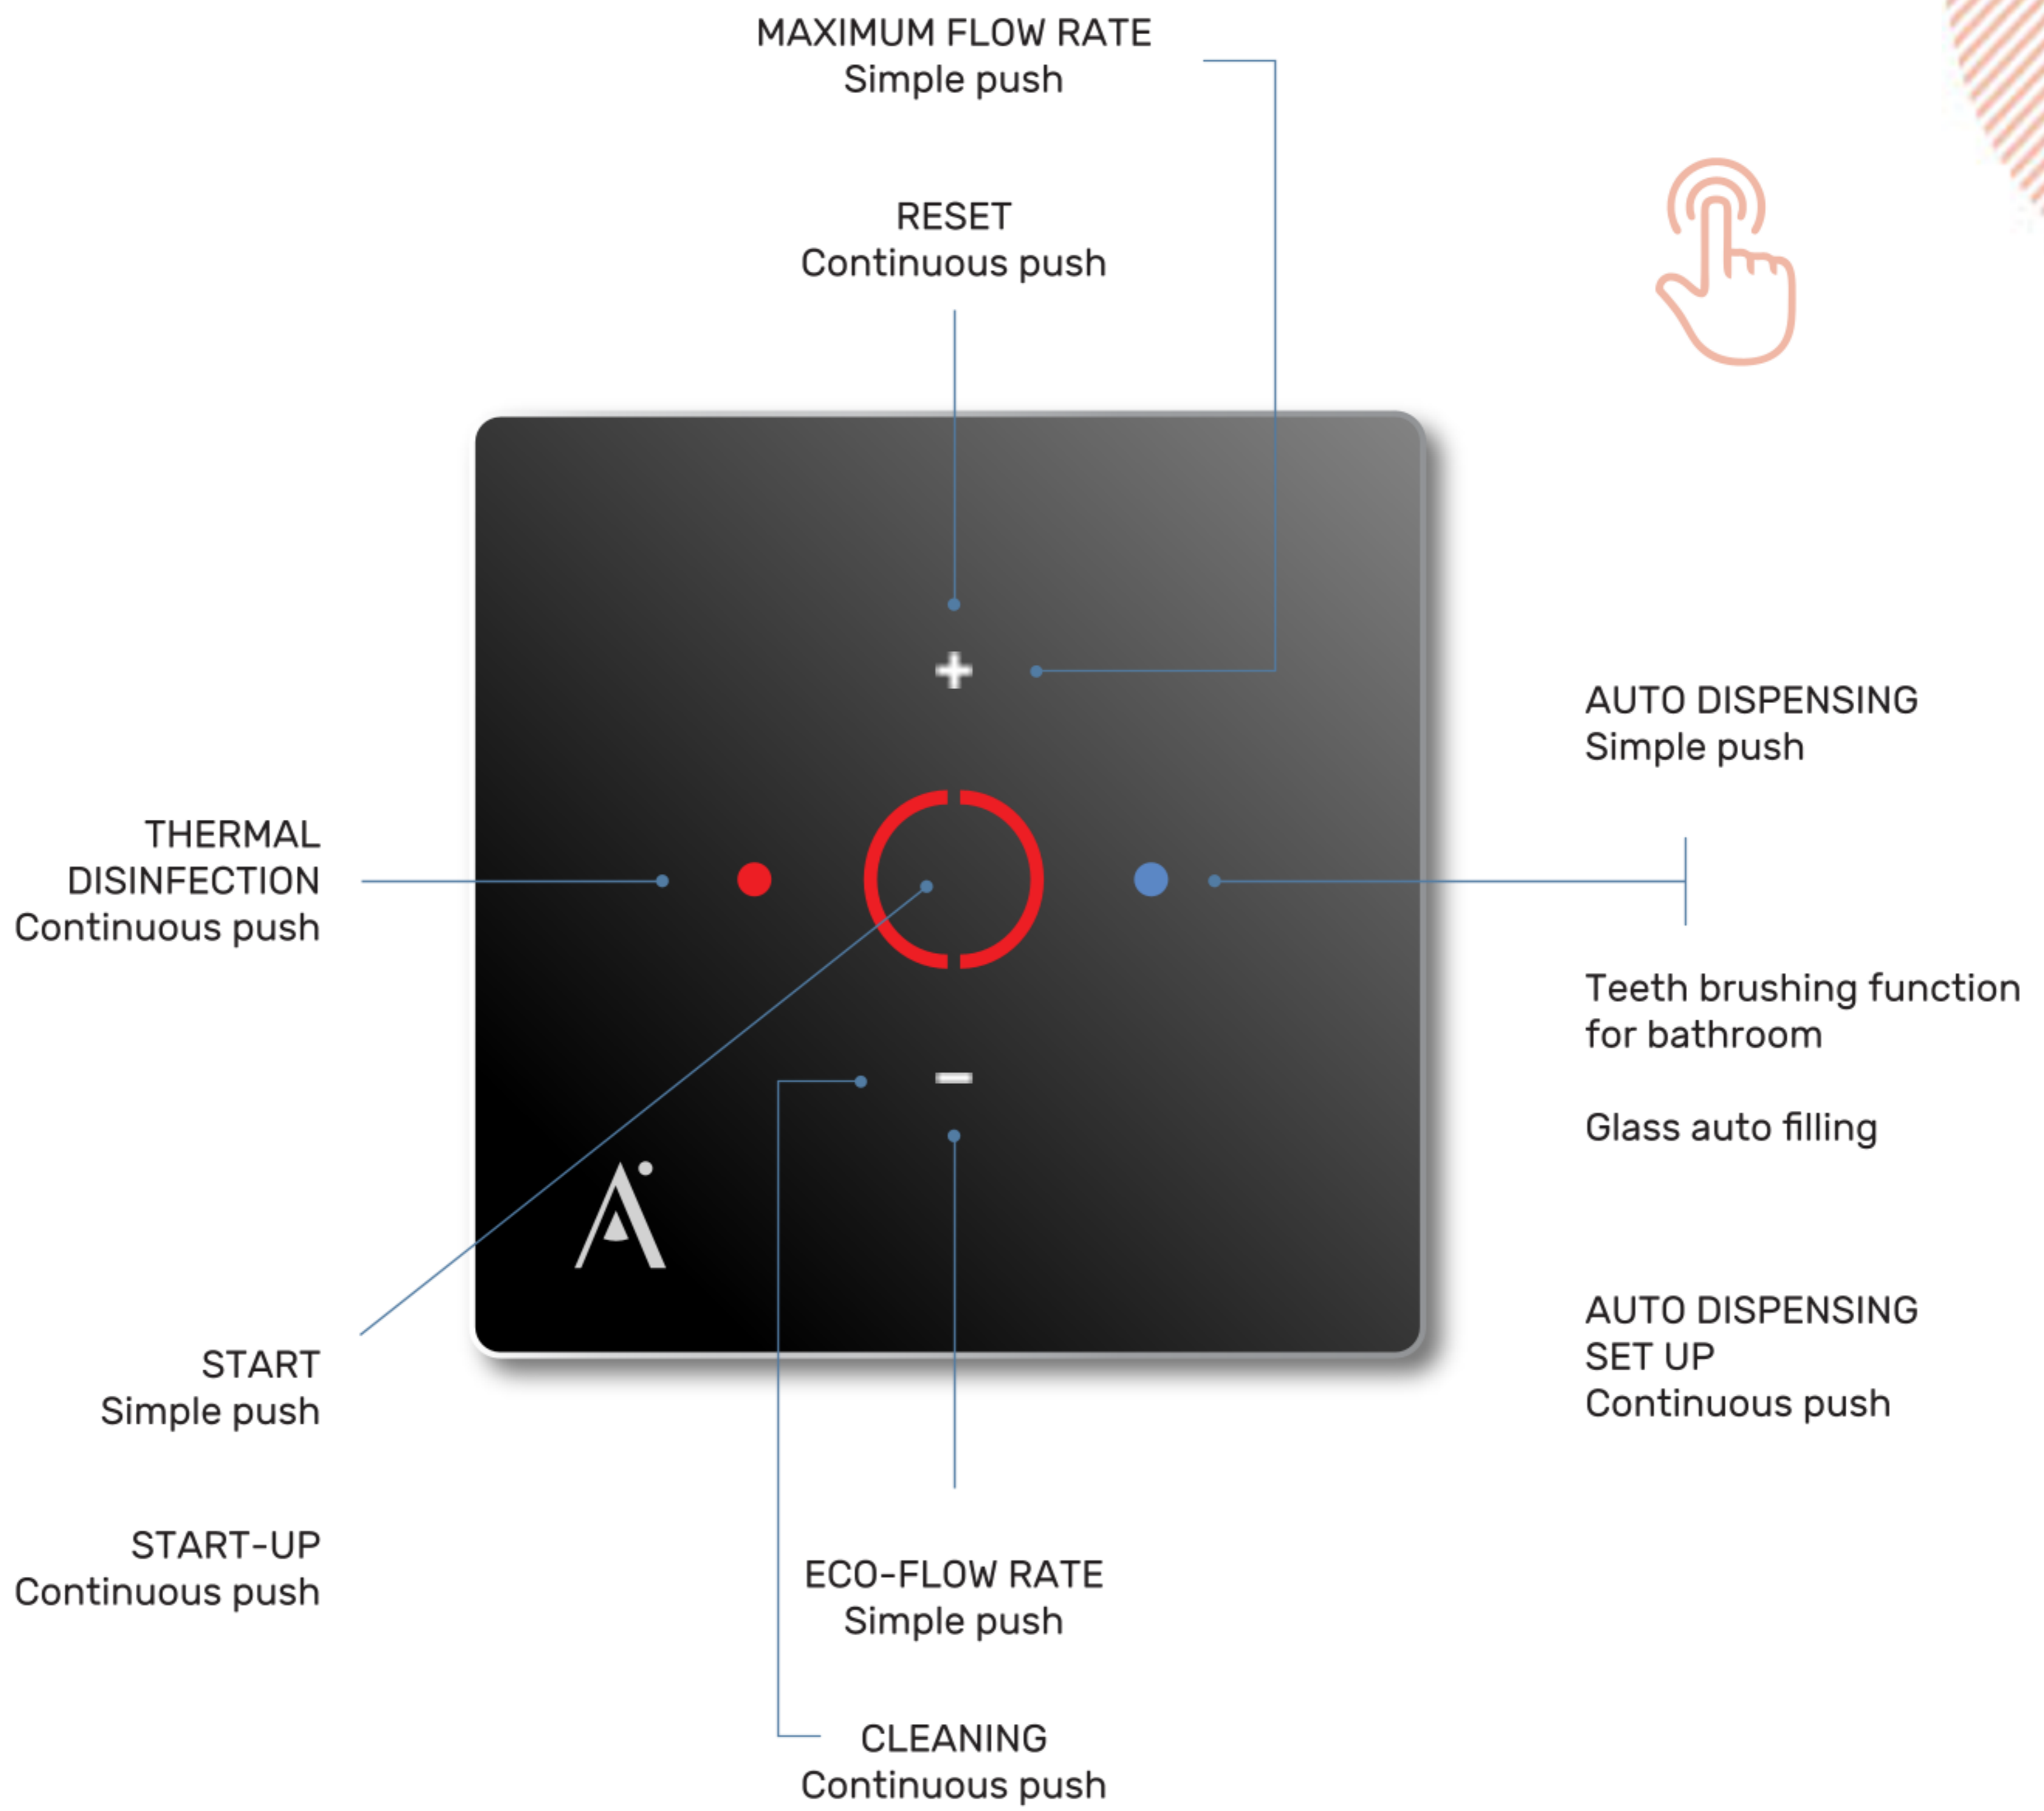 MAXIMUM FLOW RATE
Simple push
RESET
Continuous push
+
AUTO DISPENSING
Simple push
THERMAL
DISINFECTION
Continuous push
Teeth brushing function
for bathroom
Glass auto filling
−
START
Simple push
START-UP
Continuous push
AUTO DISPENSING
SET UP
Continuous push
ECO-FLOW RATE
Simple push
CLEANING
Continuous push